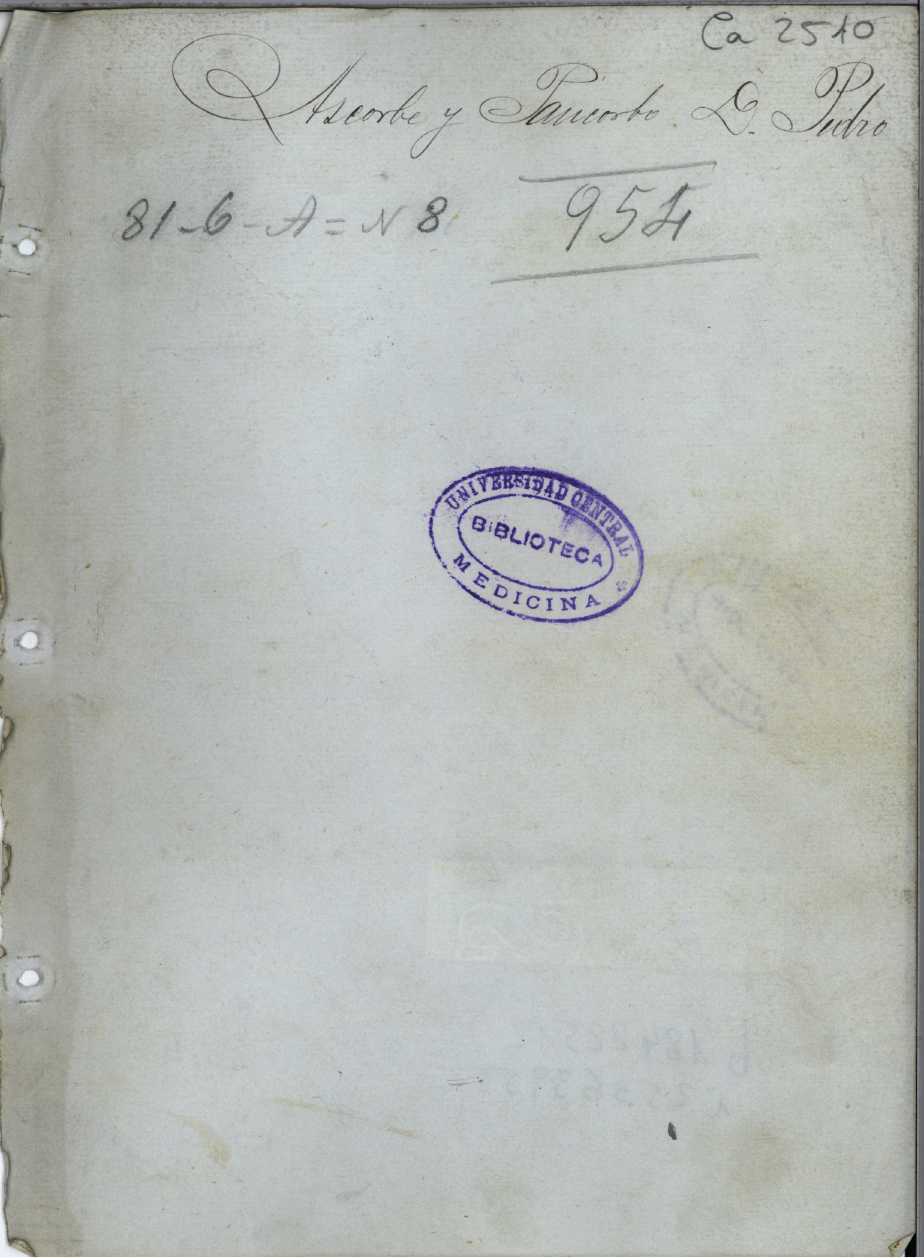 Ca 2510
Ascorbe y Pancorbo D. Pedro
81-6-A=N 8
954
UNIVERSIDAD CENTRAL
BIBLIOTECA
MEDICINA